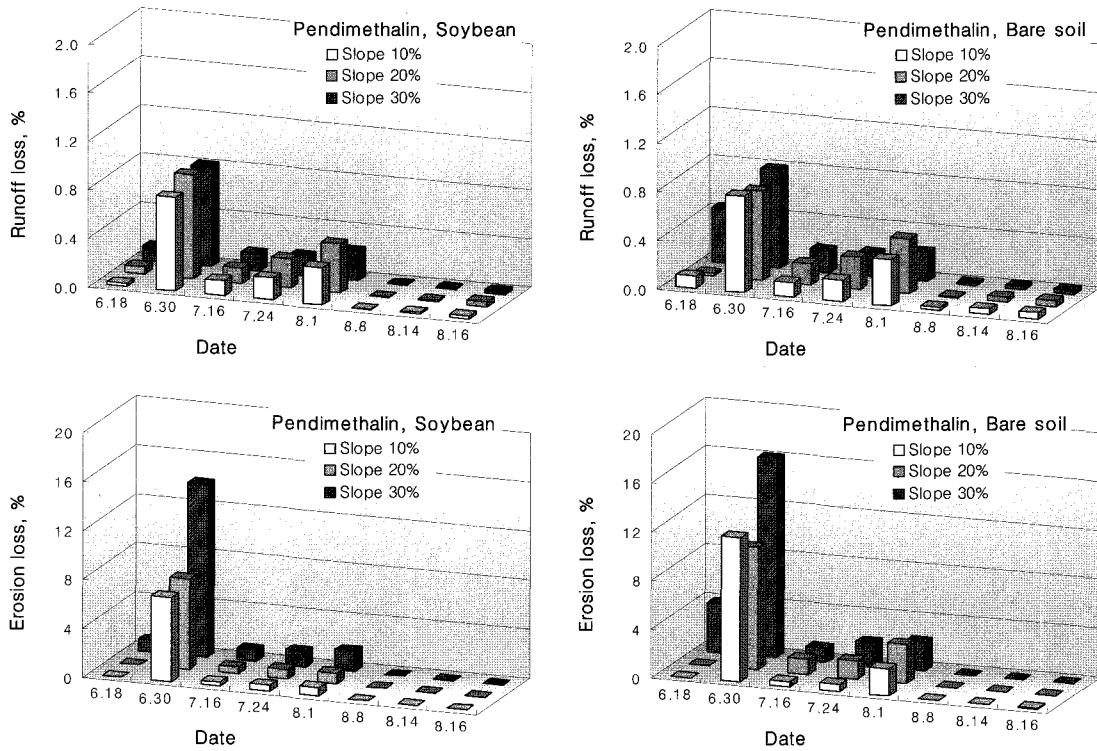 Pendimethalin, Soybean
Slope 10%
Slope 20%
Slope 30%
2.0
1.6
1.2
0.8
0.4
0.0
Runoff loss, %
6.18
6.30
7.16
7.24
8.1
8.8
8.14
8.16
Date
Pendimethalin, Bare soil
Slope 10%
Slope 20%
Slope 30%
2.0
1.6
1.2
0.8
0.4
0.0
Runoff loss, %
6.18
6.30
7.16
7.24
8.1
8.8
8.14
8.16
Date
Pendimethalin, Soybean
Slope 10%
Slope 20%
Slope 30%
20
16
12
8
4
0
Erosion loss, %
6.18
6.30
7.16
7.24
8.1
8.8
8.14
8.16
Date
Pendimethalin, Bare soil
Slope 10%
Slope 20%
Slope 30%
20
16
12
8
4
0
Erosion loss, %
6.18
6.30
7.16
7.24
8.1
8.8
8.14
8.16
Date